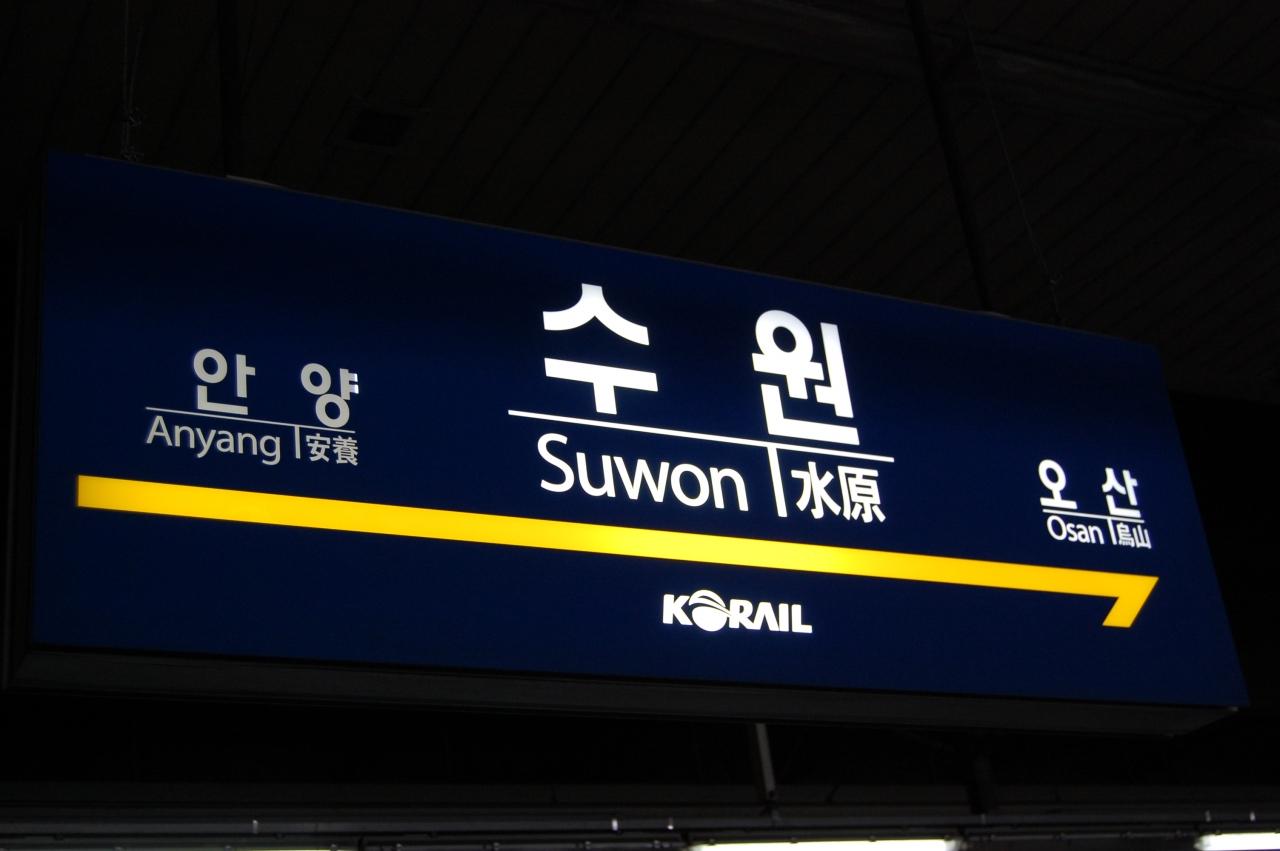 안 양
Anyang 安養
수 원
Suwon 水原
오 산
Osan 烏山
KORAIL